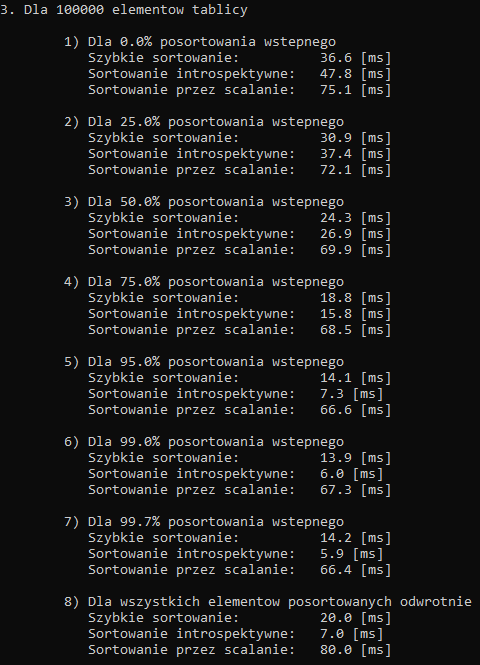 3. Dla 100000 elementow tablicy
1) Dla 0.0% posortowania wstepnego
Szybkie sortowanie: 36.6 [ms]
Sortowanie introspektywne: 47.8 [ms]
Sortowanie przez scalanie: 75.1 [ms]
2) Dla 25.0% posortowania wstepnego
Szybkie sortowanie: 30.9 [ms]
Sortowanie introspektywne: 37.4 [ms]
Sortowanie przez scalanie: 72.1 [ms]
3) Dla 50.0% posortowania wstepnego
Szybkie sortowanie: 24.3 [ms]
Sortowanie introspektywne: 26.9 [ms]
Sortowanie przez scalanie: 69.9 [ms]
4) Dla 75.0% posortowania wstepnego
Szybkie sortowanie: 18.8 [ms]
Sortowanie introspektywne: 15.8 [ms]
Sortowanie przez scalanie: 68.5 [ms]
5) Dla 95.0% posortowania wstepnego
Szybkie sortowanie: 14.1 [ms]
Sortowanie introspektywne: 7.3 [ms]
Sortowanie przez scalanie: 66.6 [ms]
6) Dla 99.0% posortowania wstepnego
Szybkie sortowanie: 13.9 [ms]
Sortowanie introspektywne: 6.0 [ms]
Sortowanie przez scalanie: 67.3 [ms]
7) Dla 99.7% posortowania wstepnego
Szybkie sortowanie: 14.2 [ms]
Sortowanie introspektywne: 5.9 [ms]
Sortowanie przez scalanie: 66.4 [ms]
8) Dla wszystkich elementow posortowanych odwrotnie
Szybkie sortowanie: 20.0 [ms]
Sortowanie introspektywne: 7.0 [ms]
Sortowanie przez scalanie: 80.0 [ms]